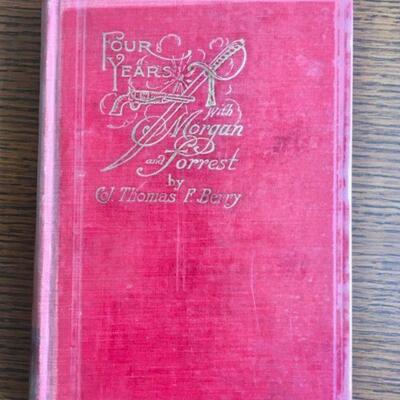 Four
Years
With
Morgan
and Forrest
by
Col. Thomas F. Berry